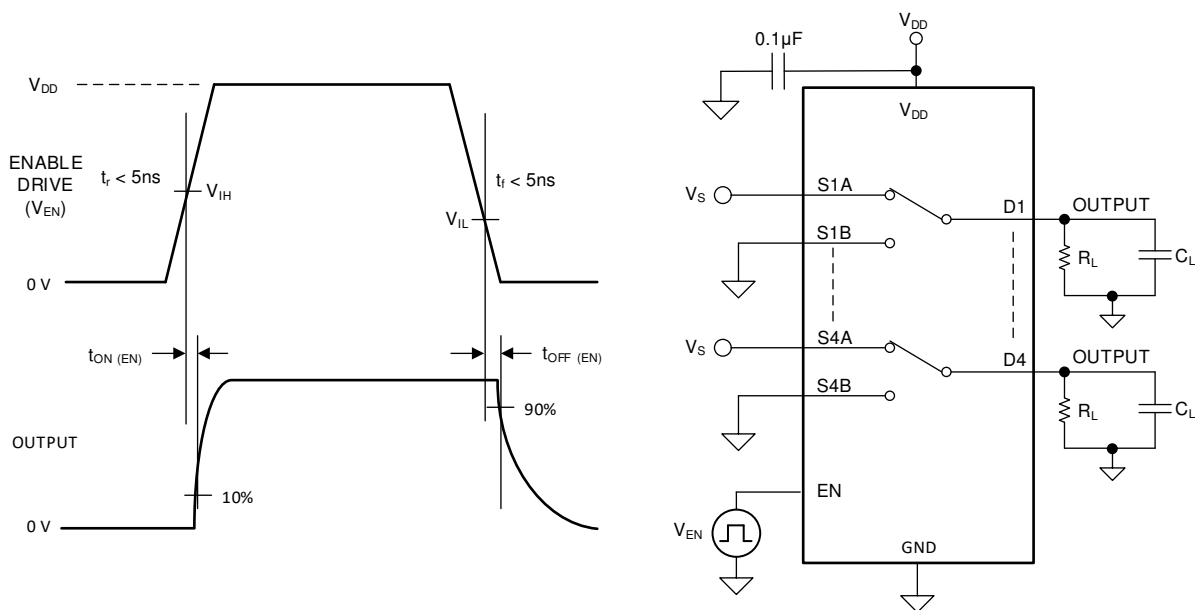 V_DD
ENABLE
DRIVE
(V_EN)
t_r < 5ns
V_IH
t_f < 5ns
V_IL
0 V
t_ON (EN)
t_OFF (EN)
90%
OUTPUT
10%
0 V
V_DD
0.1µF
V_DD
V_S
S1A
D1
OUTPUT
S1B
R_L
C_L
V_S
S4A
D4
OUTPUT
S4B
R_L
C_L
EN
V_EN
GND